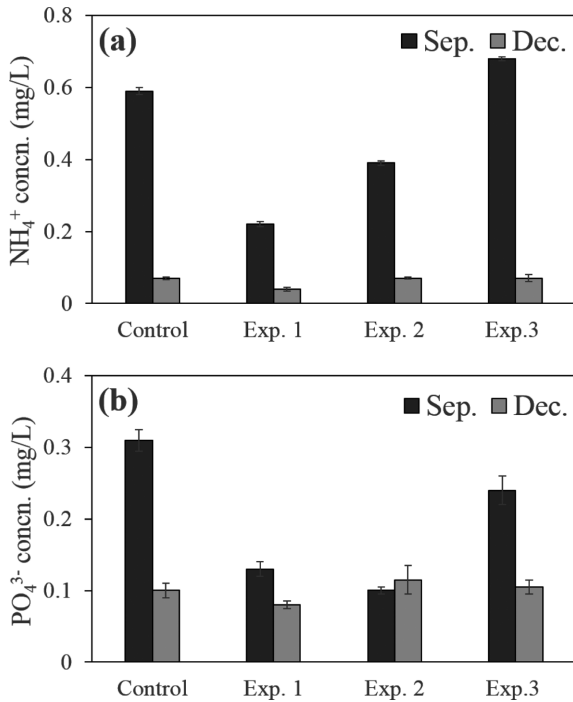 (a)
Sep. Dec.
NH₄⁺ concn. (mg/L)
0.8
0.6
0.4
0.2
0
Control Exp. 1 Exp. 2 Exp.3
(b)
Sep. Dec.
PO₄³⁻ concn. (mg/L)
0.4
0.3
0.2
0.1
0
Control Exp. 1 Exp. 2 Exp.3